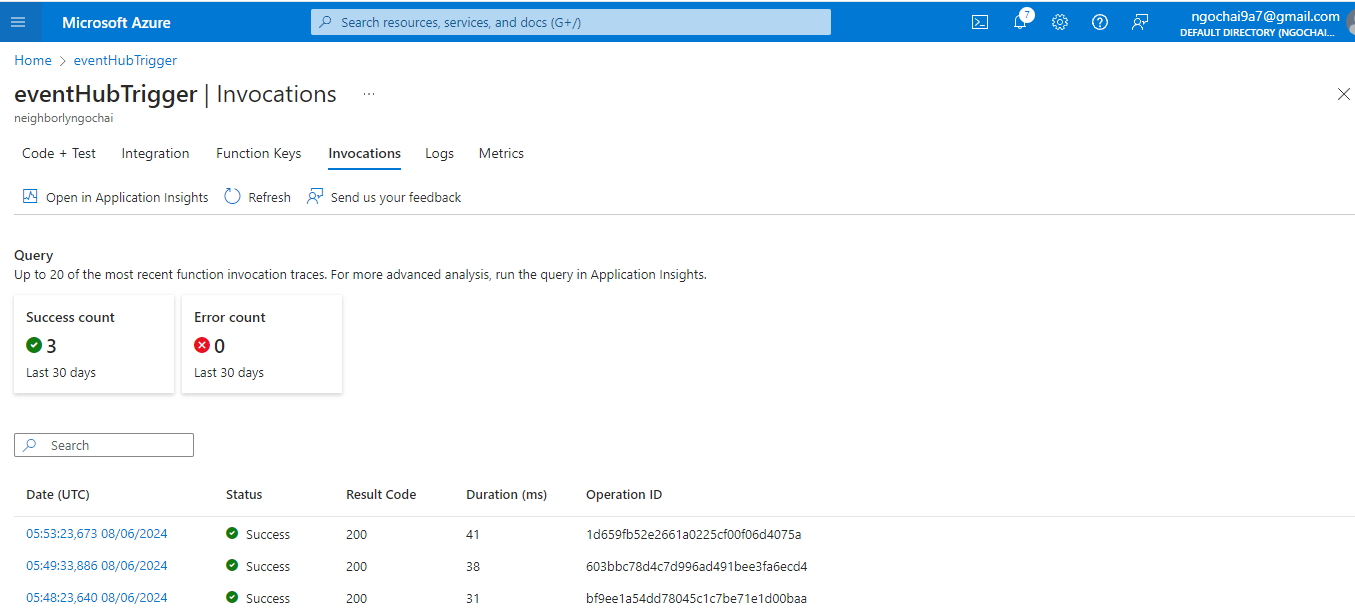 Microsoft Azure
Search resources, services, and docs (G+/)
7
ngochai9a7@gmail.com
DEFAULT DIRECTORY (NGOCHAI...
Home > eventHubTrigger
eventHubTrigger | Invocations ...
neighborlyngochai
Code + Test Integration Function Keys Invocations Logs Metrics
Open in Application Insights Refresh Send us your feedback
Query
Up to 20 of the most recent function invocation traces. For more advanced analysis, run the query in Application Insights.
Success count Error count
3 0
Last 30 days Last 30 days
Search
Date (UTC) Status Result Code Duration (ms) Operation ID
05:53:23,673 08/06/2024 Success 200 41 1d659fb52e2661a0225cf00f06d4075a
05:49:33,886 08/06/2024 Success 200 38 603bbc78d4c7d996ad491bee3fa6ecd4
05:48:23,640 08/06/2024 Success 200 31 bf9ee1a54dd78045c1c7be71e1d00baa